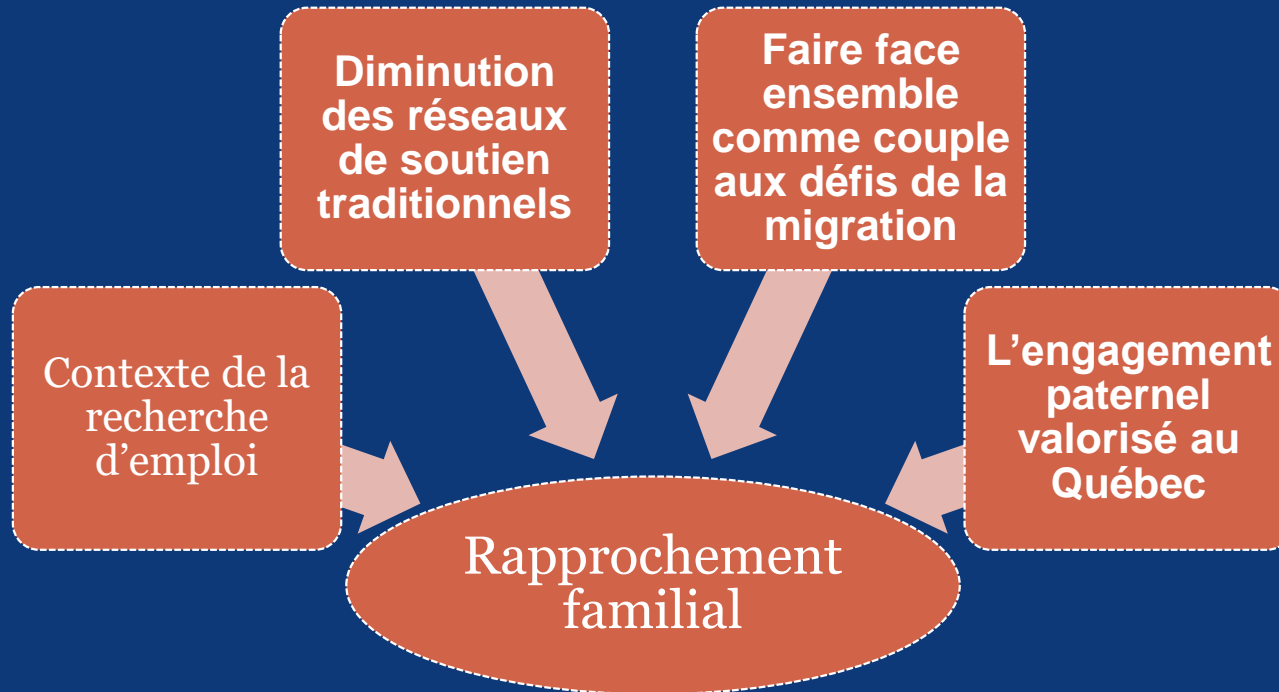 Diminution
des réseaux
de soutien
traditionnels
Faire face
ensemble
comme couple
aux défis de la
migration
Contexte de la
recherche
d’emploi
L’engagement
paternel
valorisé au
Québec
Rapprochement
familial